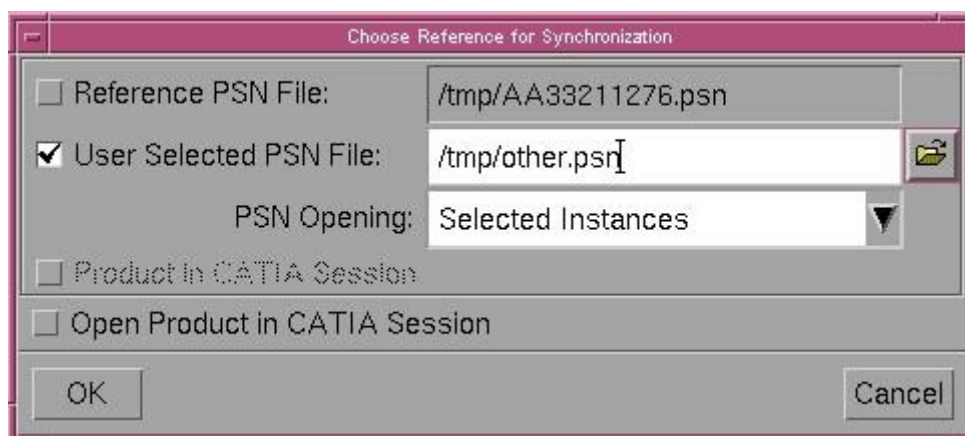 Choose Reference for Synchronization
Reference PSN File: /tmp/AA33211276.psn
User Selected PSN File: /tmp/other.psn
PSN Opening: Selected Instances
Product in CATIA Session
Open Product in CATIA Session
OK Cancel